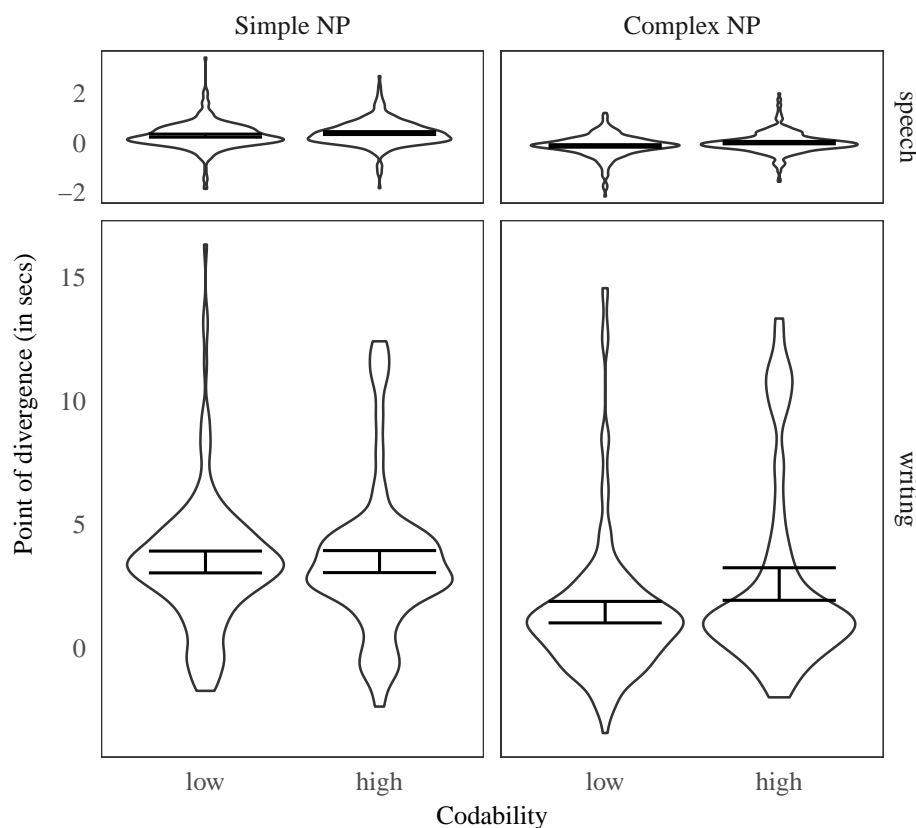 Simple NP
Complex NP
2
0
−2
speech
15
10
5
0
writing
Point of divergence (in secs)
low
high
low
high
Codability